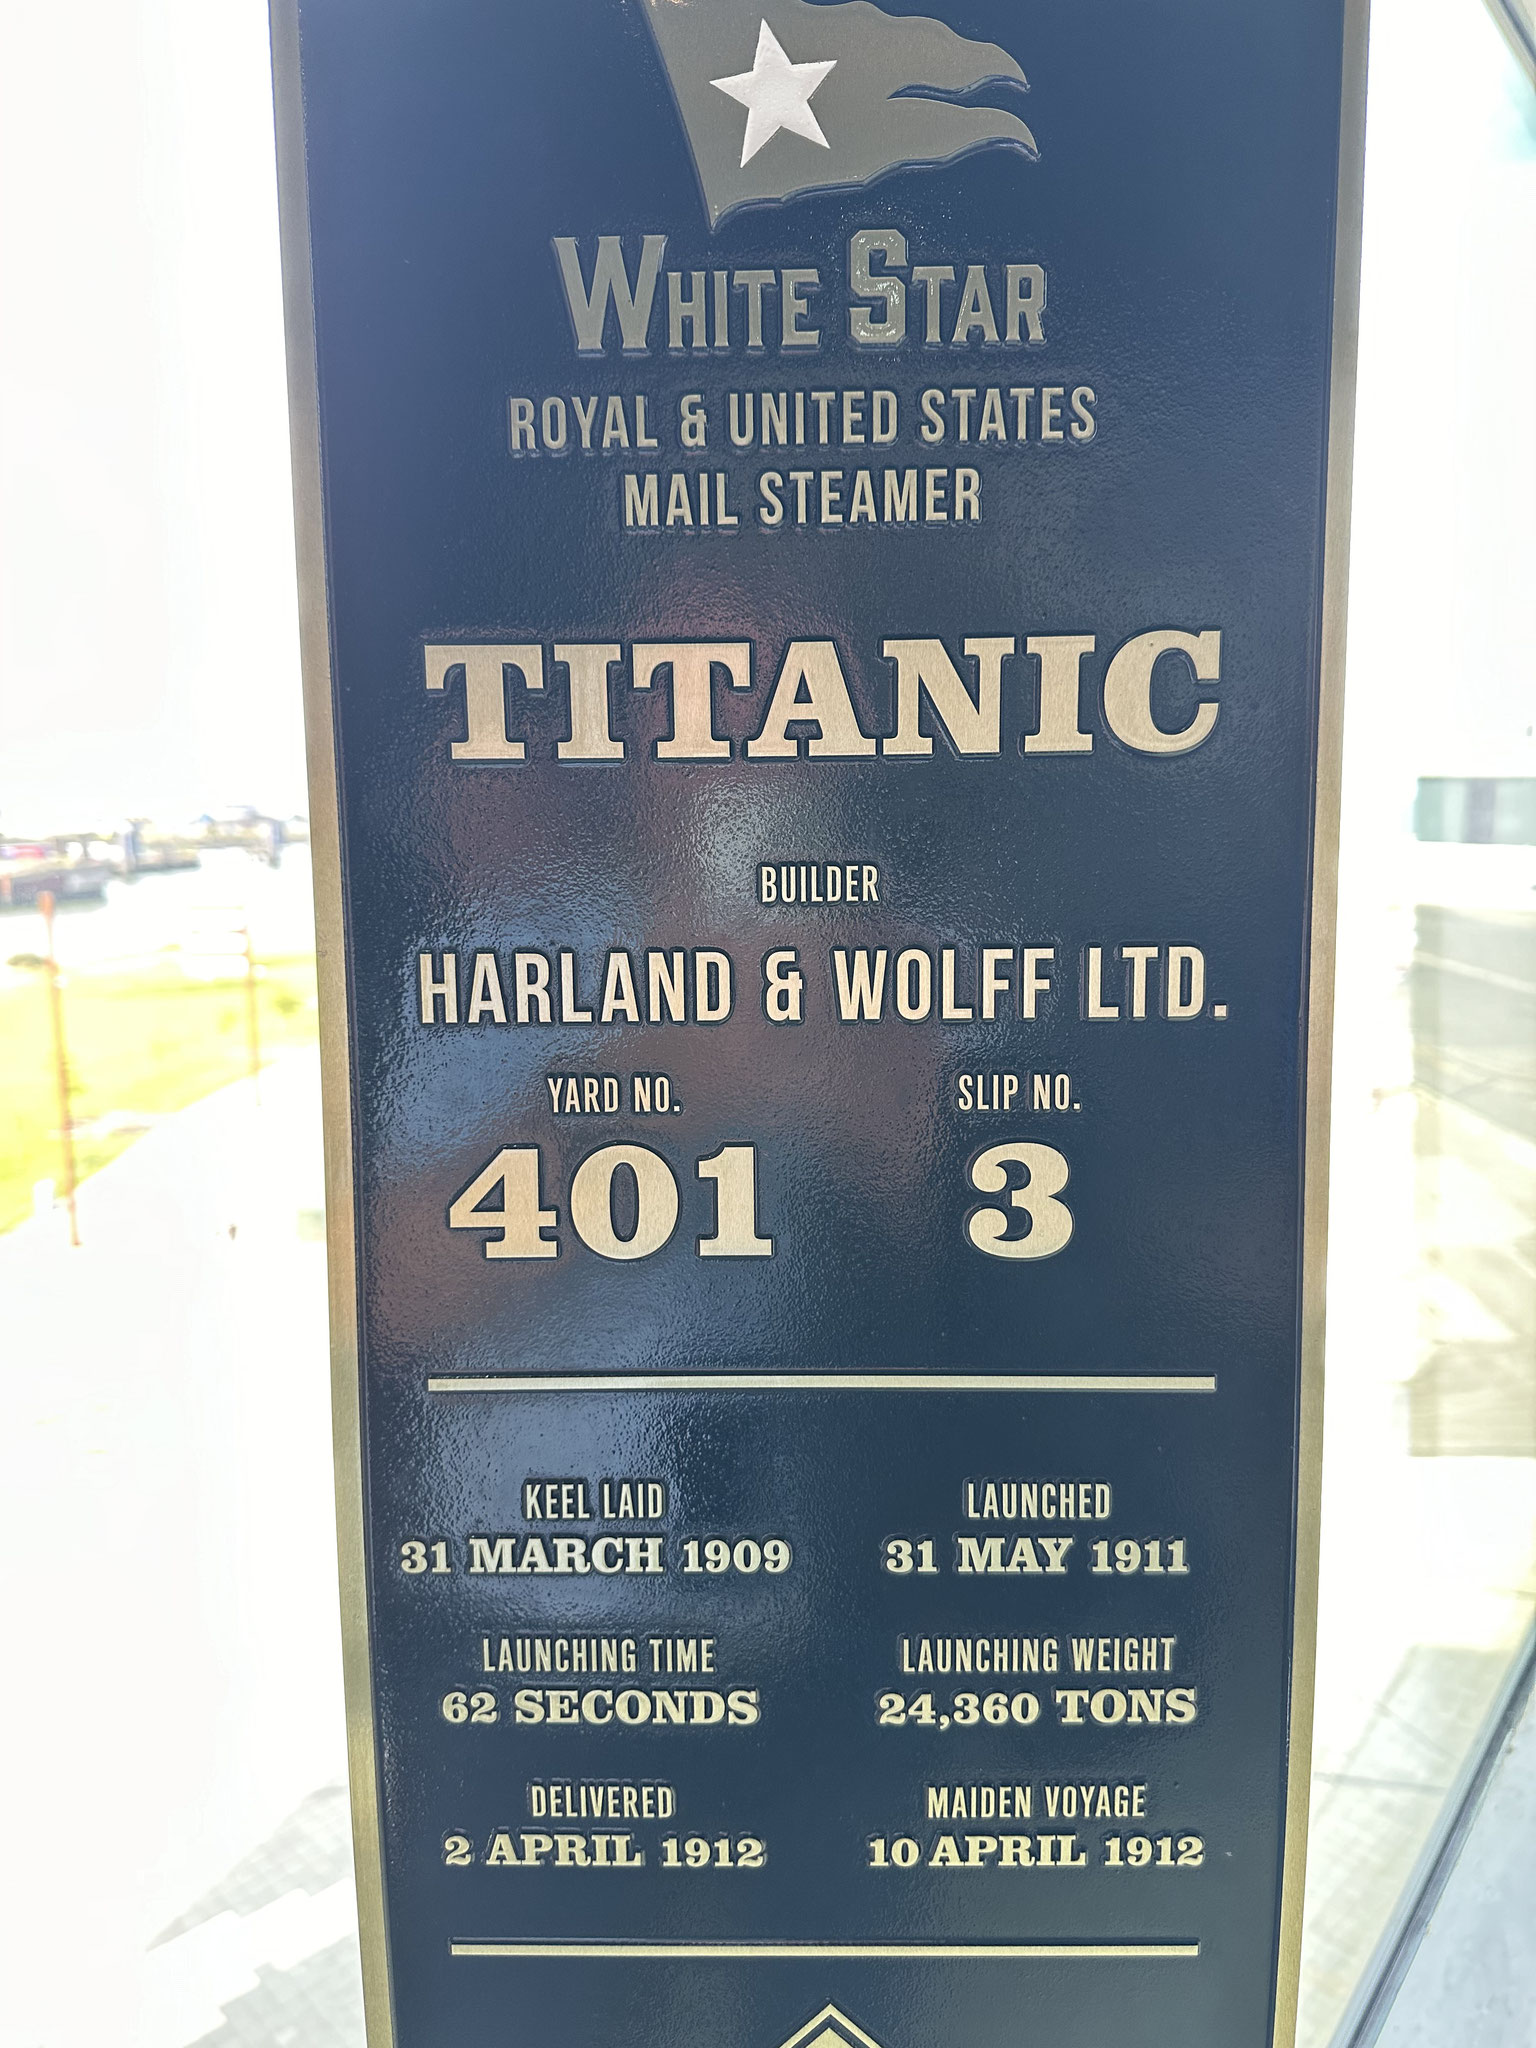 WHITE STAR
ROYAL & UNITED STATES
MAIL STEAMER
TITANIC
BUILDER
HARLAND & WOLFF LTD.
YARD NO. SLIP NO.
401 3
KEEL LAID LAUNCHED
31 MARCH 1909 31 MAY 1911
LAUNCHING TIME LAUNCHING WEIGHT
62 SECONDS 24,360 TONS
DELIVERED MAIDEN VOYAGE
2 APRIL 1912 10 APRIL 1912